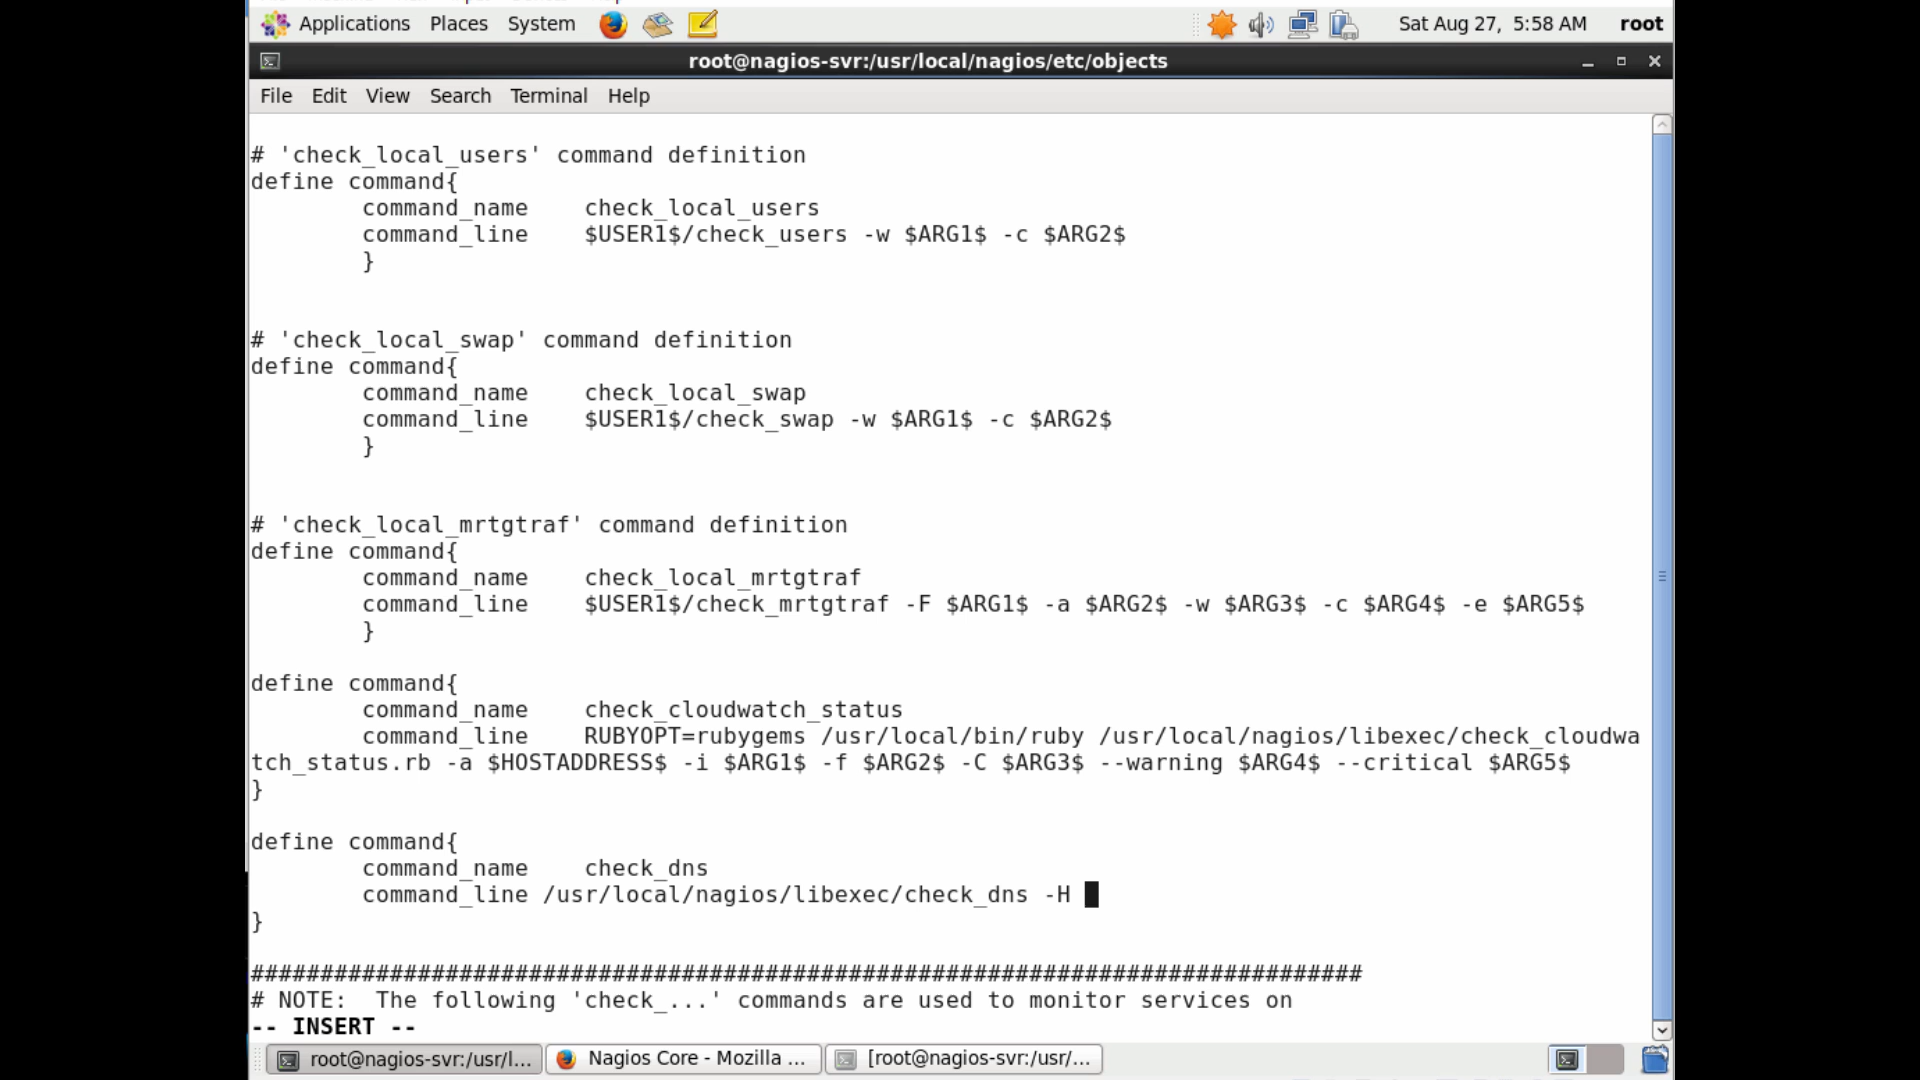 Applications Places System Sat Aug 27, 5:58 AM root
root@nagios-svr:/usr/local/nagios/etc/objects
File Edit View Search Terminal Help
# 'check_local_users' command definition
define command{
        command_name    check_local_users
        command_line    $USER1$/check_users -w $ARG1$ -c $ARG2$
        }
# 'check_local_swap' command definition
define command{
        command_name    check_local_swap
        command_line    $USER1$/check_swap -w $ARG1$ -c $ARG2$
        }
# 'check_local_mrtgtraf' command definition
define command{
        command_name    check_local_mrtgtraf
        command_line    $USER1$/check_mrtgtraf -F $ARG1$ -a $ARG2$ -w $ARG3$ -c $ARG4$ -e $ARG5$
        }
define command{
        command_name    check_cloudwatch_status
        command_line    RUBYOPT=rubygems /usr/local/bin/ruby /usr/local/nagios/libexec/check_cloudwa
tch_status.rb -a $HOSTADDRESS$ -i $ARG1$ -f $ARG2$ -C $ARG3$ --warning $ARG4$ --critical $ARG5$
}
define command{
        command_name    check_dns
        command_line /usr/local/nagios/libexec/check_dns -H
}
################################################################################
# NOTE:  The following 'check_...' commands are used to monitor services on
-- INSERT --
root@nagios-svr:/usr/l... Nagios Core - Mozilla ... [root@nagios-svr:/usr/...